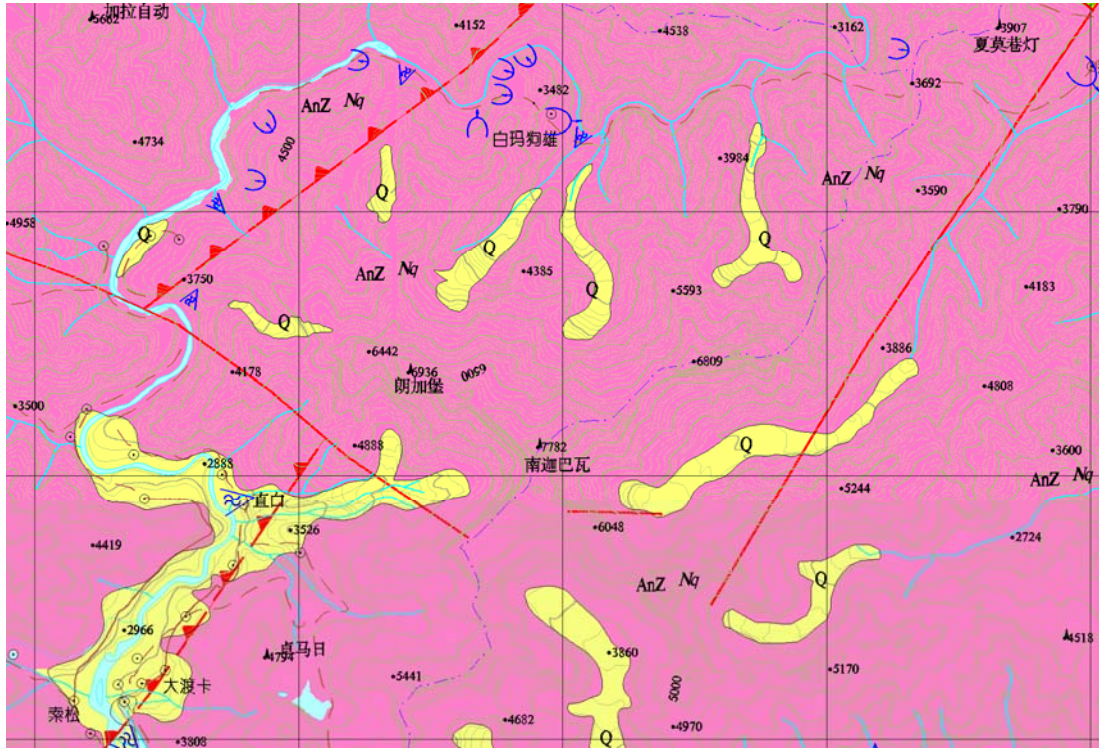 加拉自动
5662
4152
4538
3162
3907
夏莫巷灯
3692
AnZ Nq
3482
4734
4500
白玛狗雄
3984
AnZ Nq
3590
3790
Q
4958
Q
Q
Q
AnZ Nq
4385
3750
5593
4183
Q
Q
6442
6809
3886
4178
6936
6500
朗加堡
4808
3500
7782
Q
4888
南迦巴瓦
3600
2888
AnZ Nq
5244
直白
3526
6048
2724
4419
AnZ Nq
Q
2966
4518
4794
卓马日
3860
5441
5170
大渡卡
5000
索松
4682
4970
3808
Q